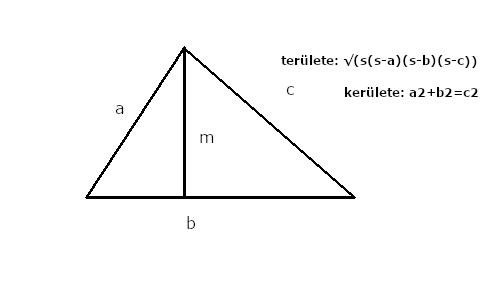 területe: √(s(s-a)(s-b)(s-c))
c
kerülete: a2+b2=c2
a
m
b